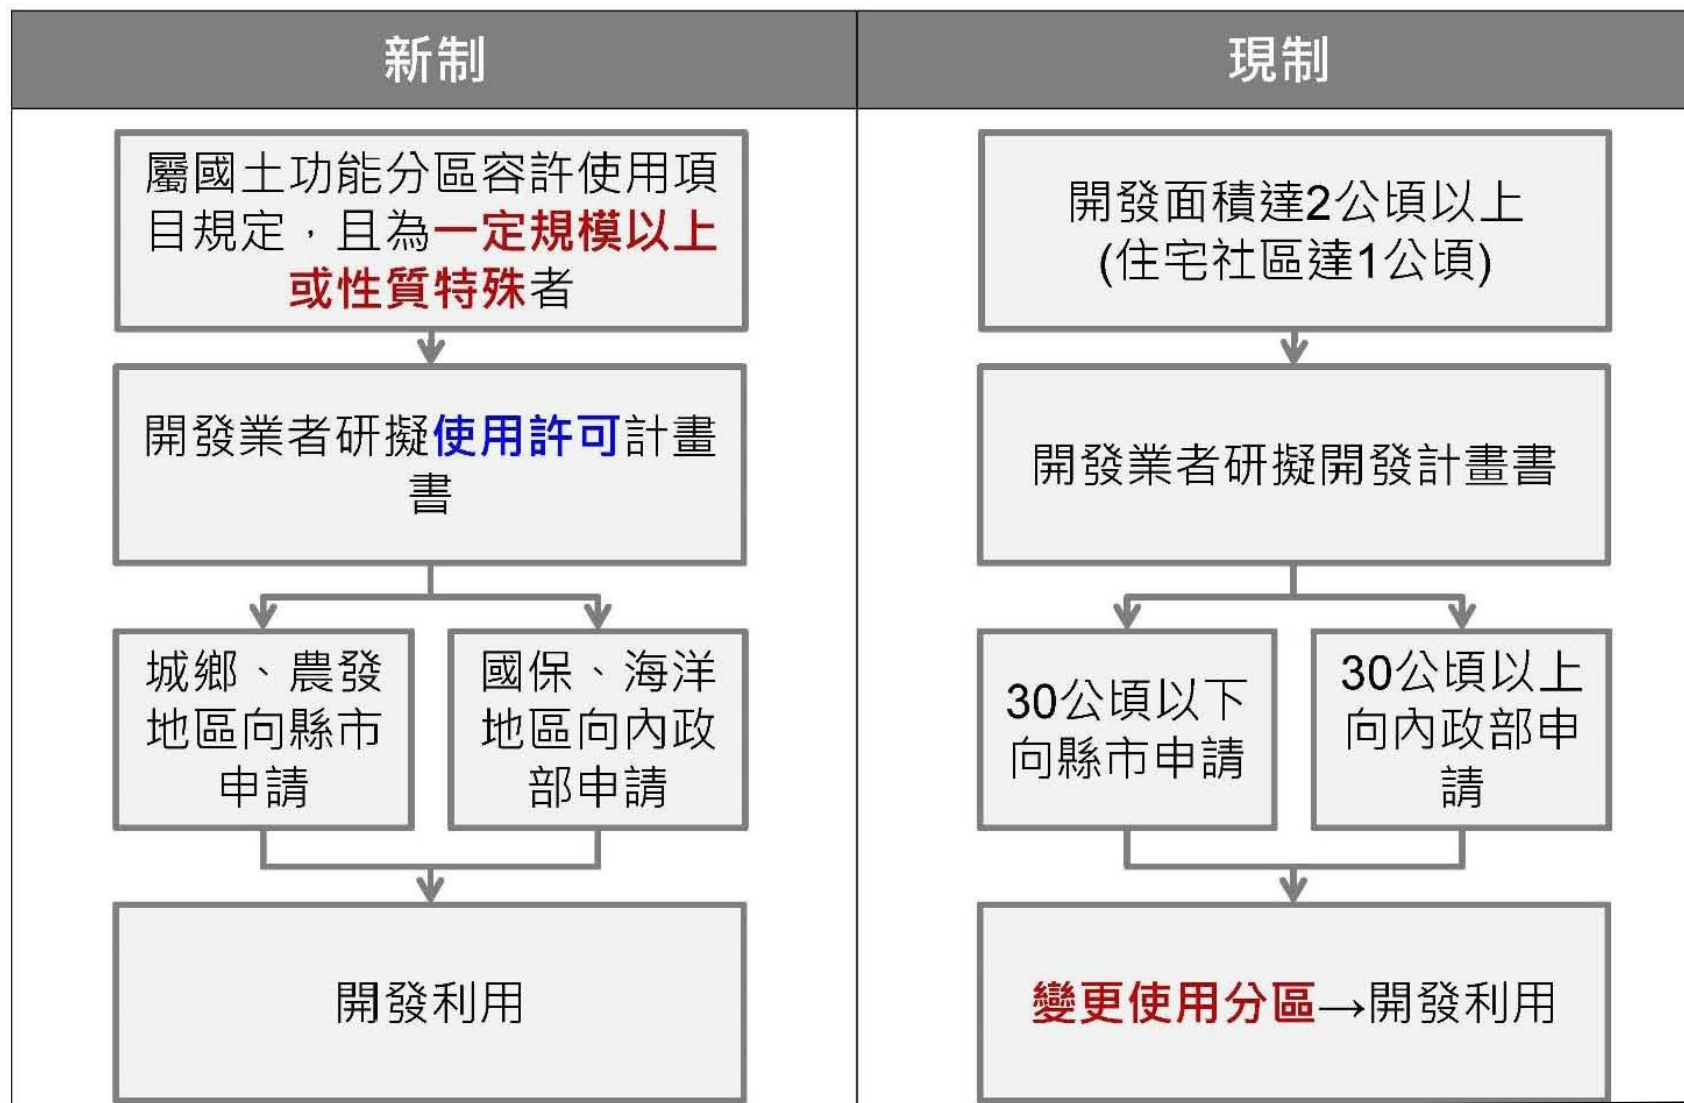 新制
屬國土功能分區容許使用項
目規定，且為一定規模以上
或性質特殊者
開發業者研擬使用許可計畫
書
城鄉、農發
地區向縣市
申請
國保、海洋
地區向內政
部申請
開發利用
現制
開發面積達2公頃以上
(住宅社區達1公頃)
開發業者研擬開發計畫書
30公頃以下
向縣市申請
30公頃以上
向內政部申
請
變更使用分區→開發利用